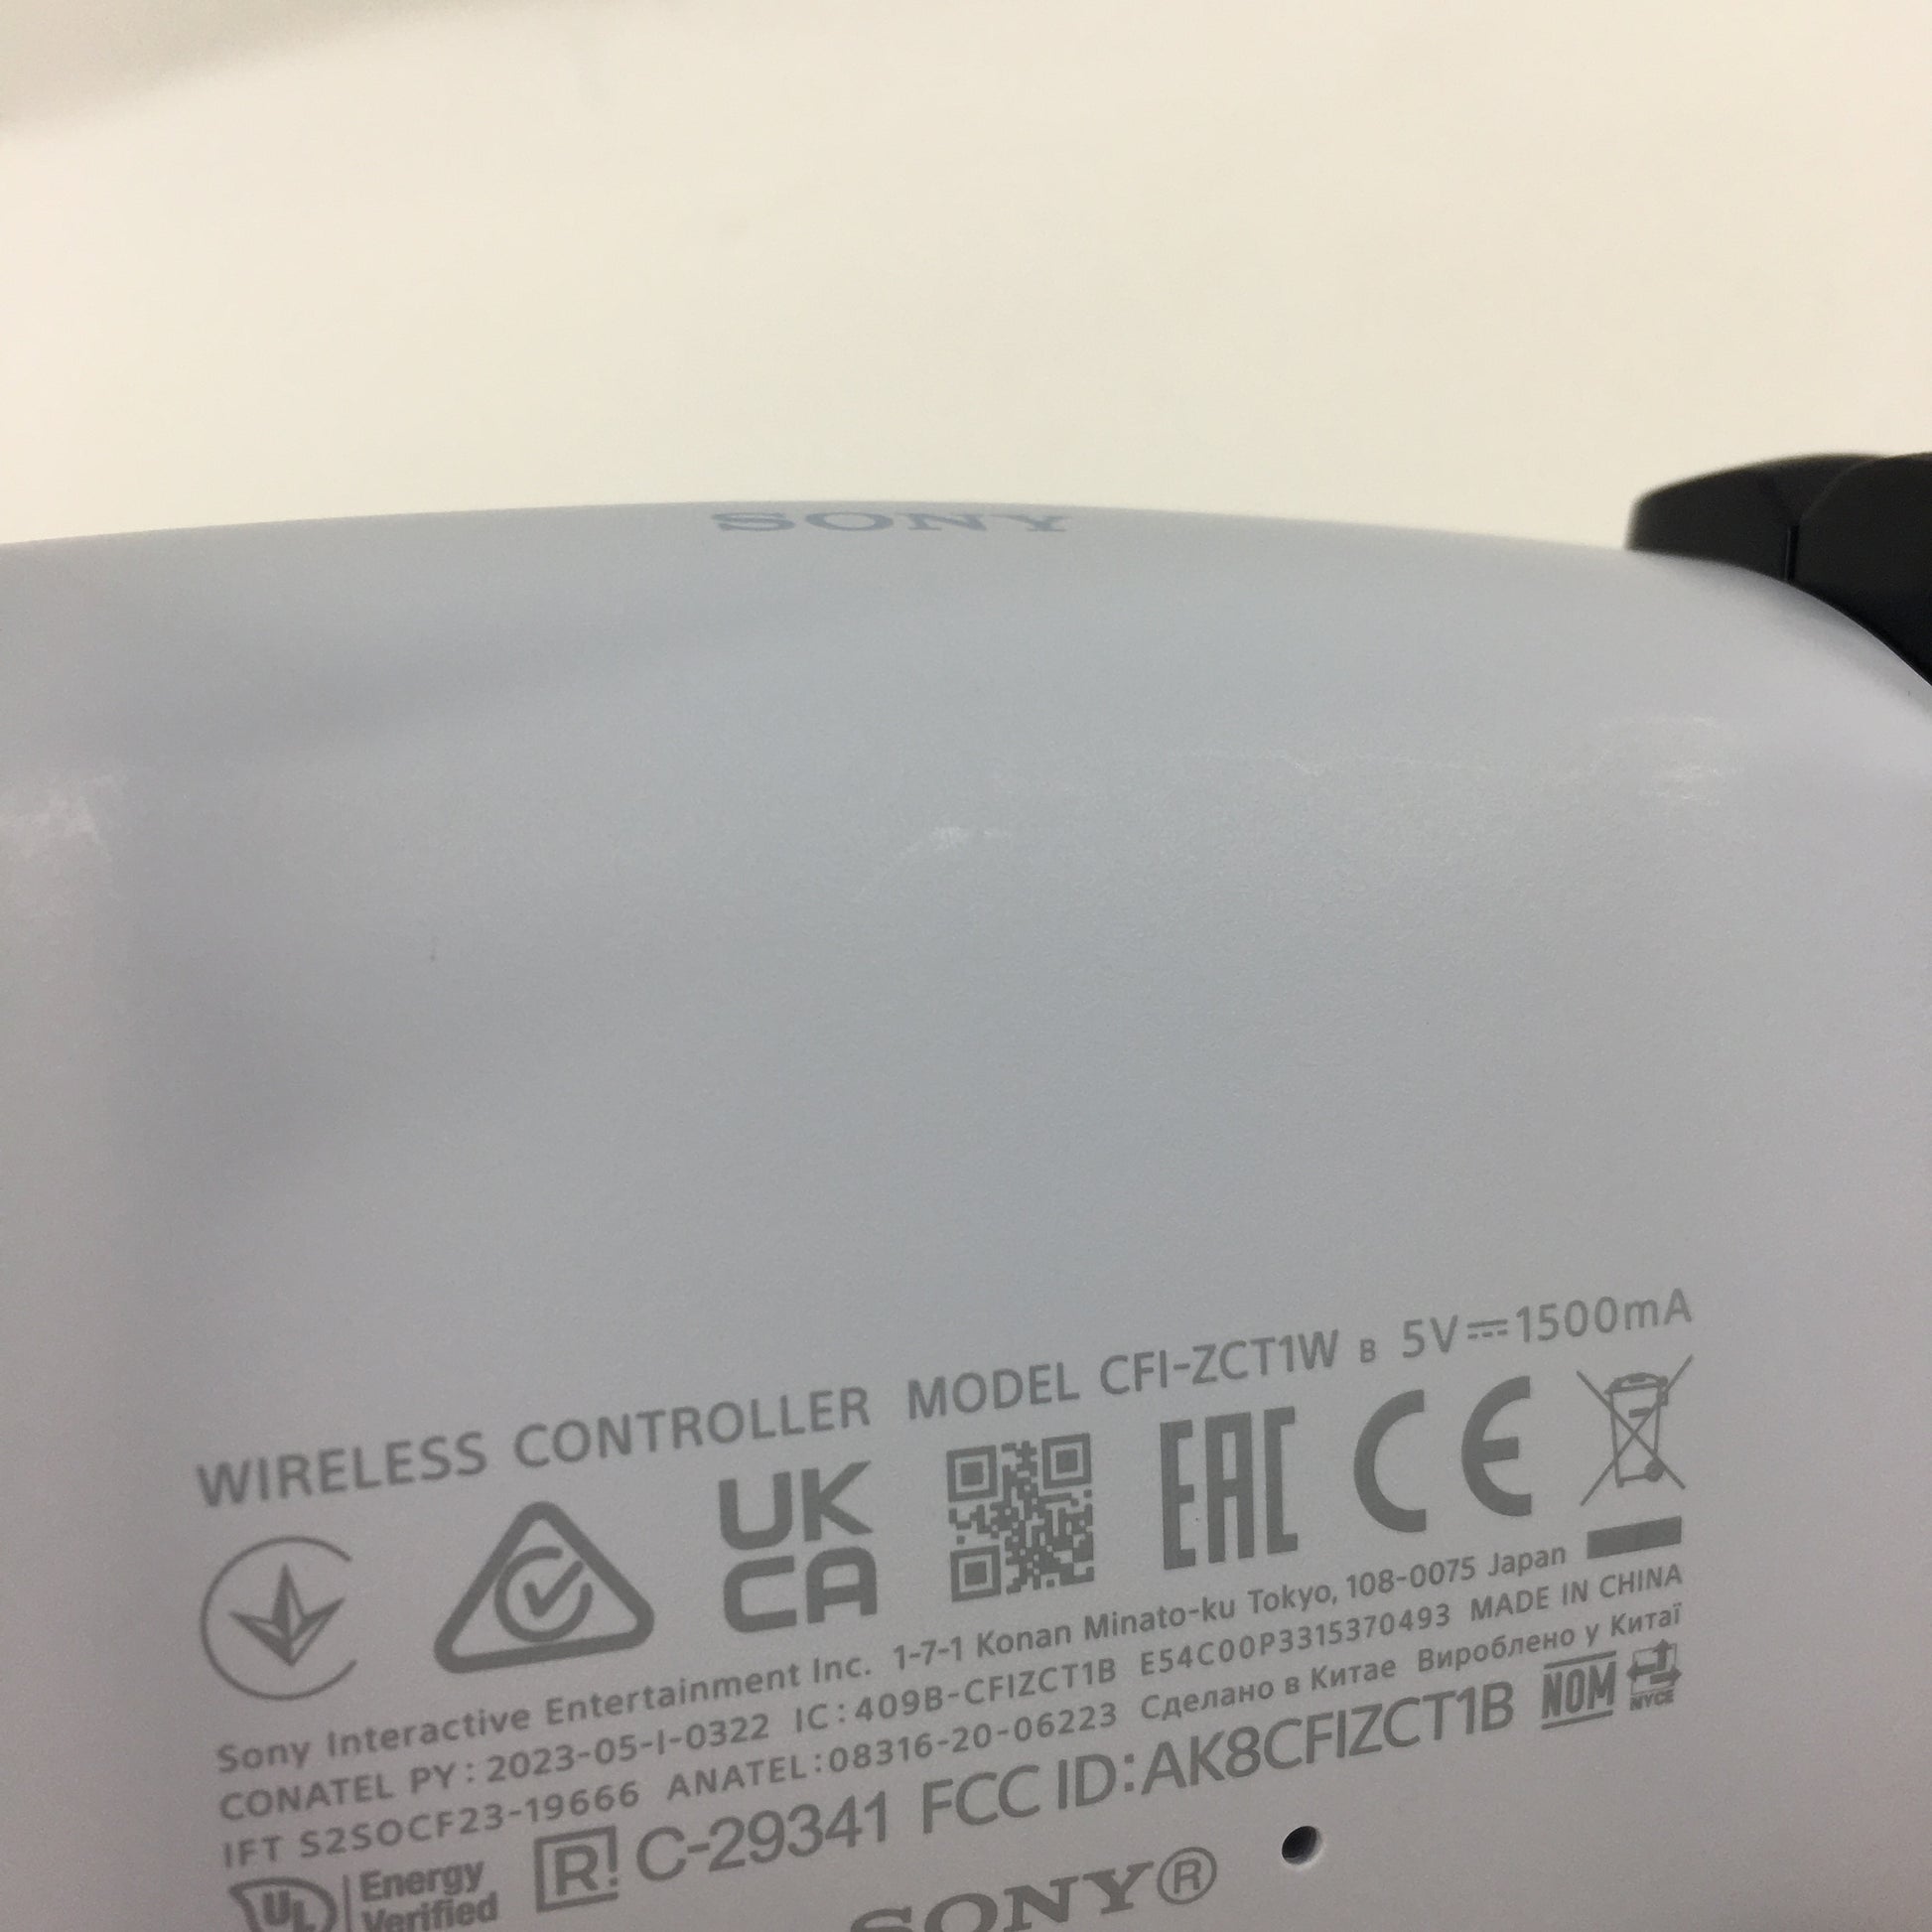 SONY
WIRELESS CONTROLLER MODEL CFI-ZCT1W B 5V⎓1500mA
UK
CA
EAC CE
Sony Interactive Entertainment Inc. 1-7-1 Konan Minato-ku Tokyo, 108-0075 Japan
CONATEL PY: 2023-05-I-0322 IC: 409B-CFIZCT1B E54C00P3315370493 MADE IN CHINA
IFT S2SOCF23-19666 ANATEL:08316-20-06223 Сделано в Китае Вироблено у Китаї
UL Energy Verified R! C-29341 FCC ID:AK8CFIZCT1B NOM NYCE
SONY®